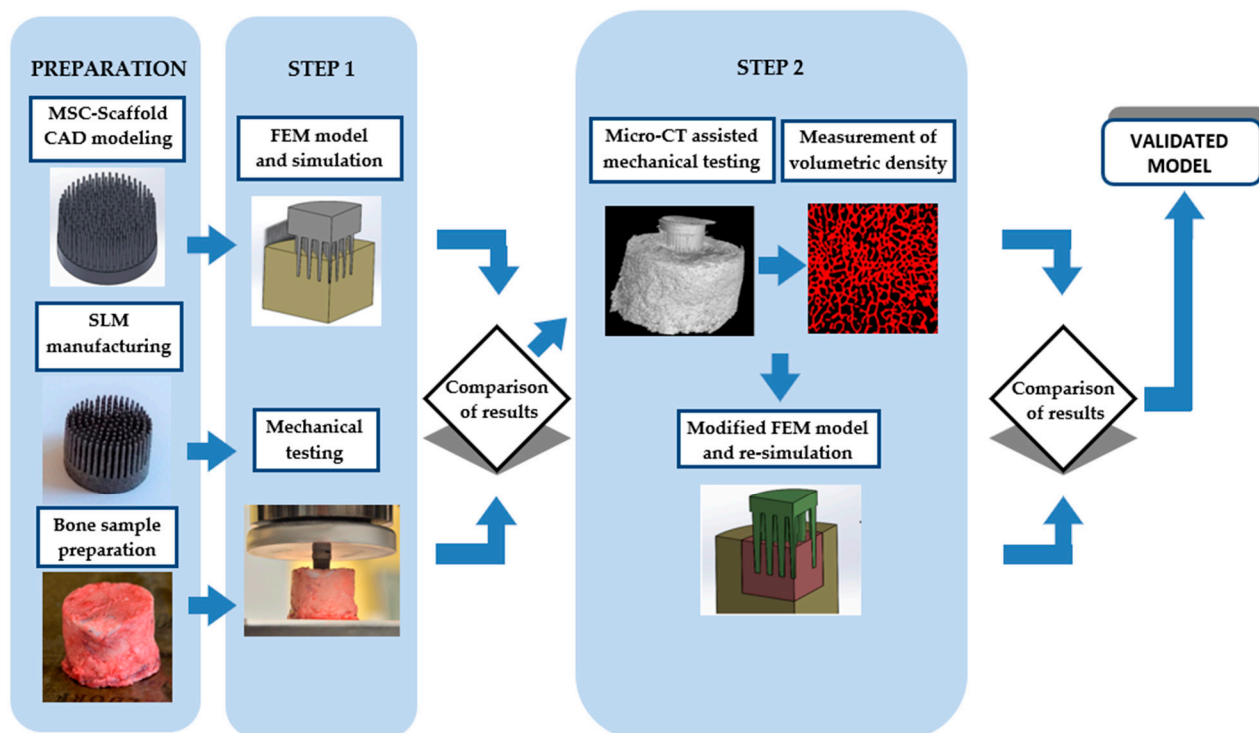 PREPARATION
MSC-Scaffold
CAD modeling
SLM
manufacturing
Bone sample
preparation
STEP 1
FEM model
and simulation
Mechanical
testing
Comparison
of results
STEP 2
Micro-CT assisted
mechanical testing
Measurement of
volumetric density
Modified FEM model
and re-simulation
Comparison
of results
VALIDATED
MODEL